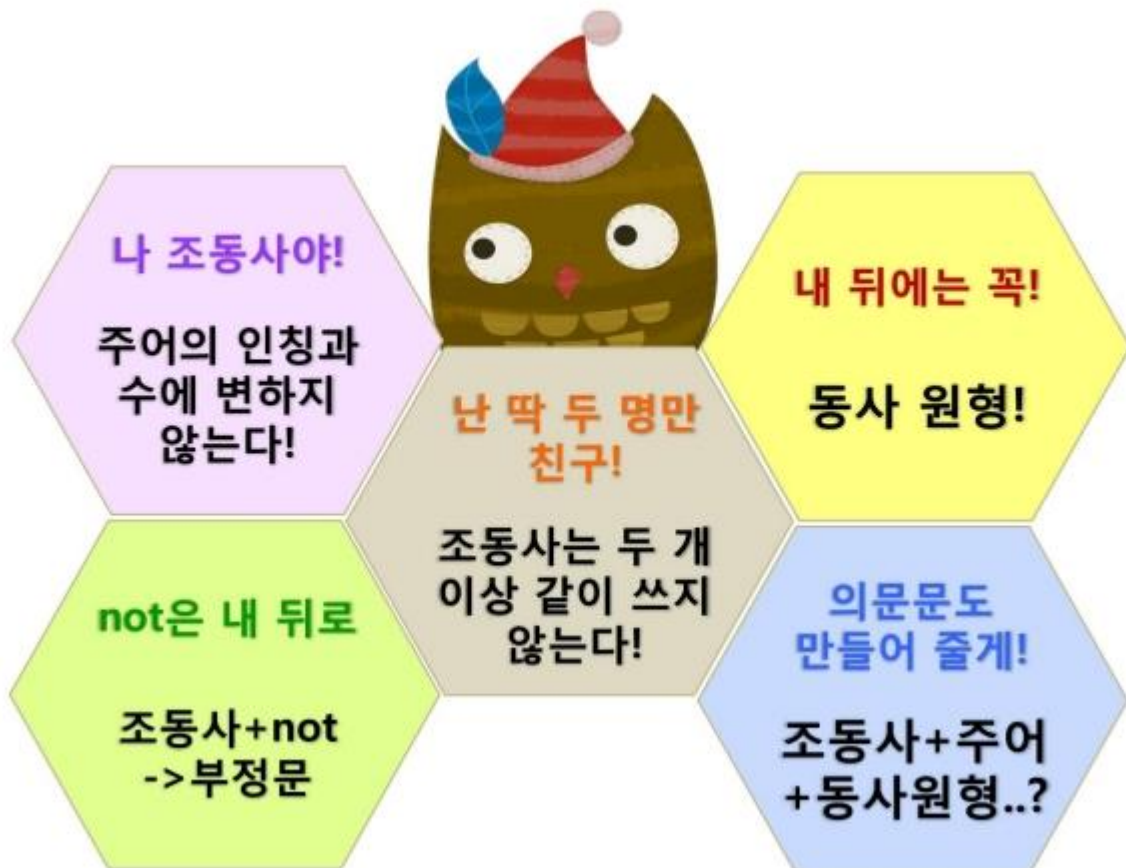 나 조동사야!
주어의 인칭과
수에 변하지
않는다!
난 딱 두 명만
친구!
조동사는 두 개
이상 같이 쓰지
않는다!
내 뒤에는 꼭!
동사 원형!
not은 내 뒤로
조동사+not
->부정문
의문문도
만들어 줄게!
조동사+주어
+동사원형..?